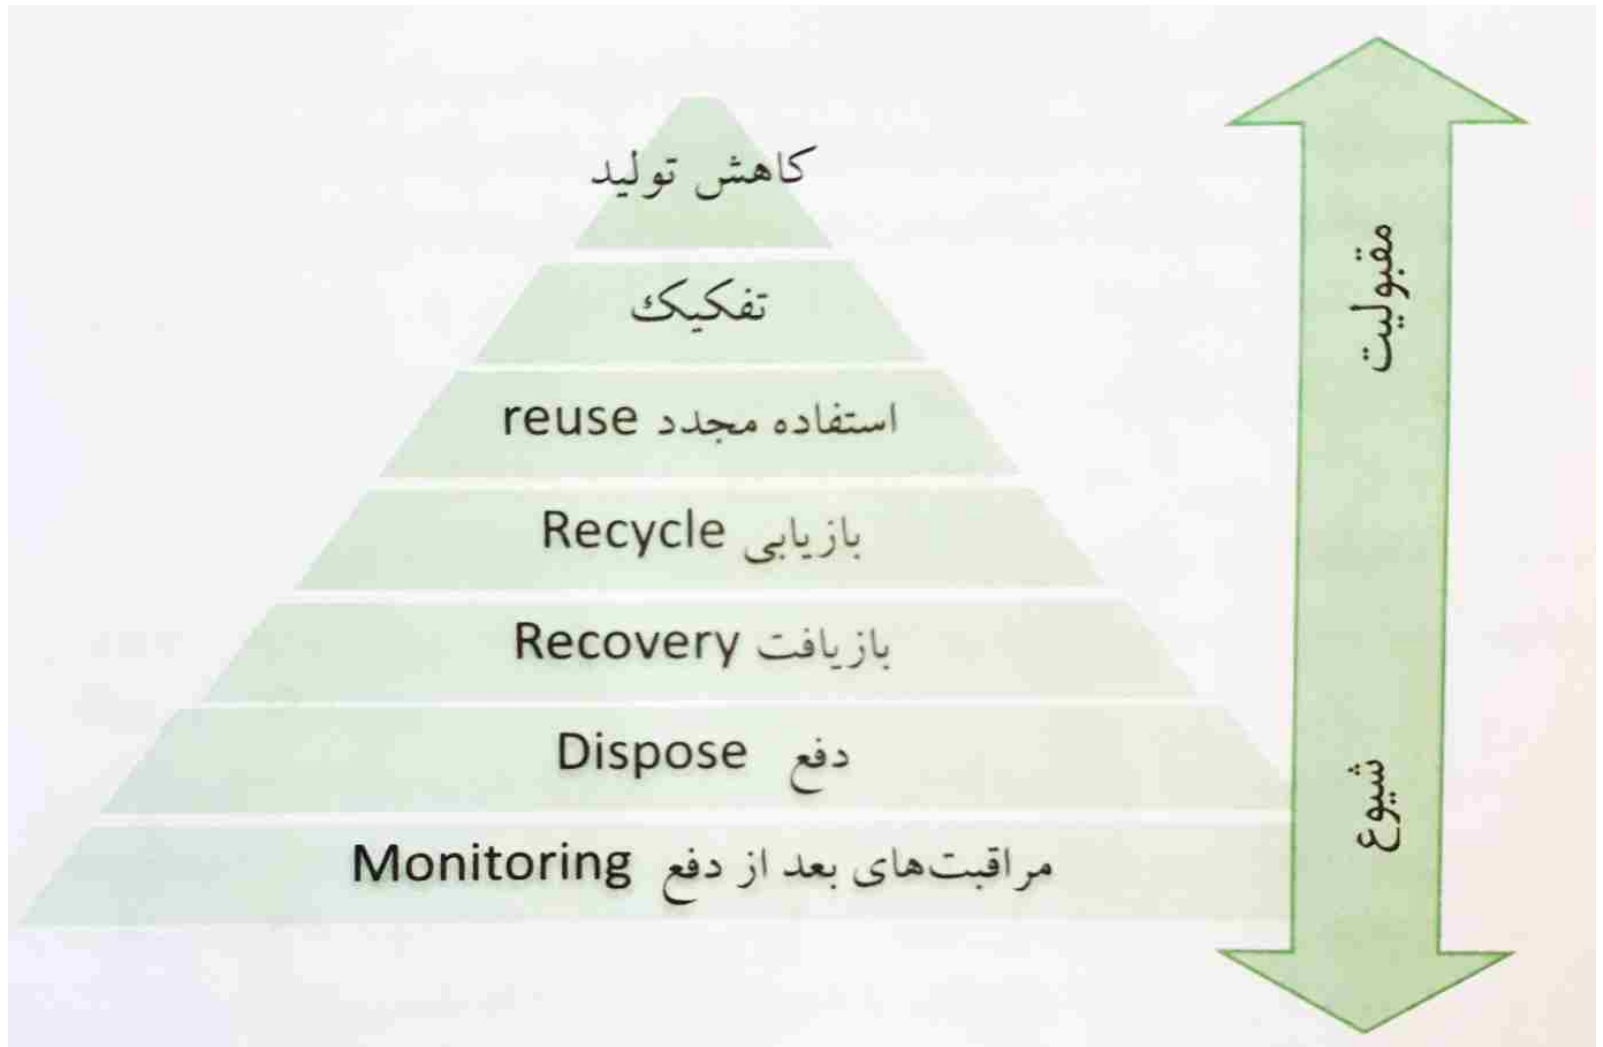 کاهش تولید
تفکیک
استفاده مجدد reuse
بازیابی Recycle
بازیافت Recovery
دفع Dispose
مراقبت‌های بعد از دفع Monitoring
مقبولیت
شیوع